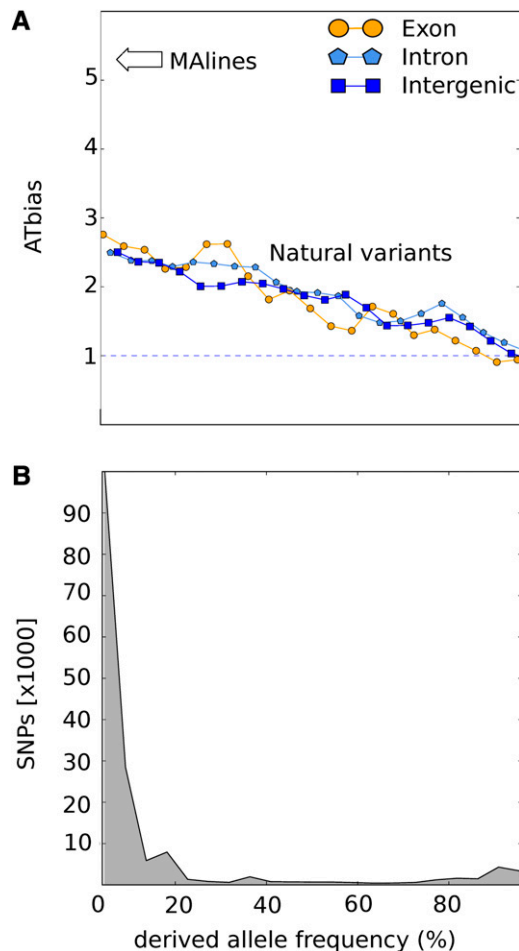 A
Exon
MAlines
Intron
Intergenic
5
4
3
2
1
ATbias
Natural variants
B
90
80
70
60
50
40
30
20
10
SNPs [x1000]
0 20 40 60 80
derived allele frequency (%)